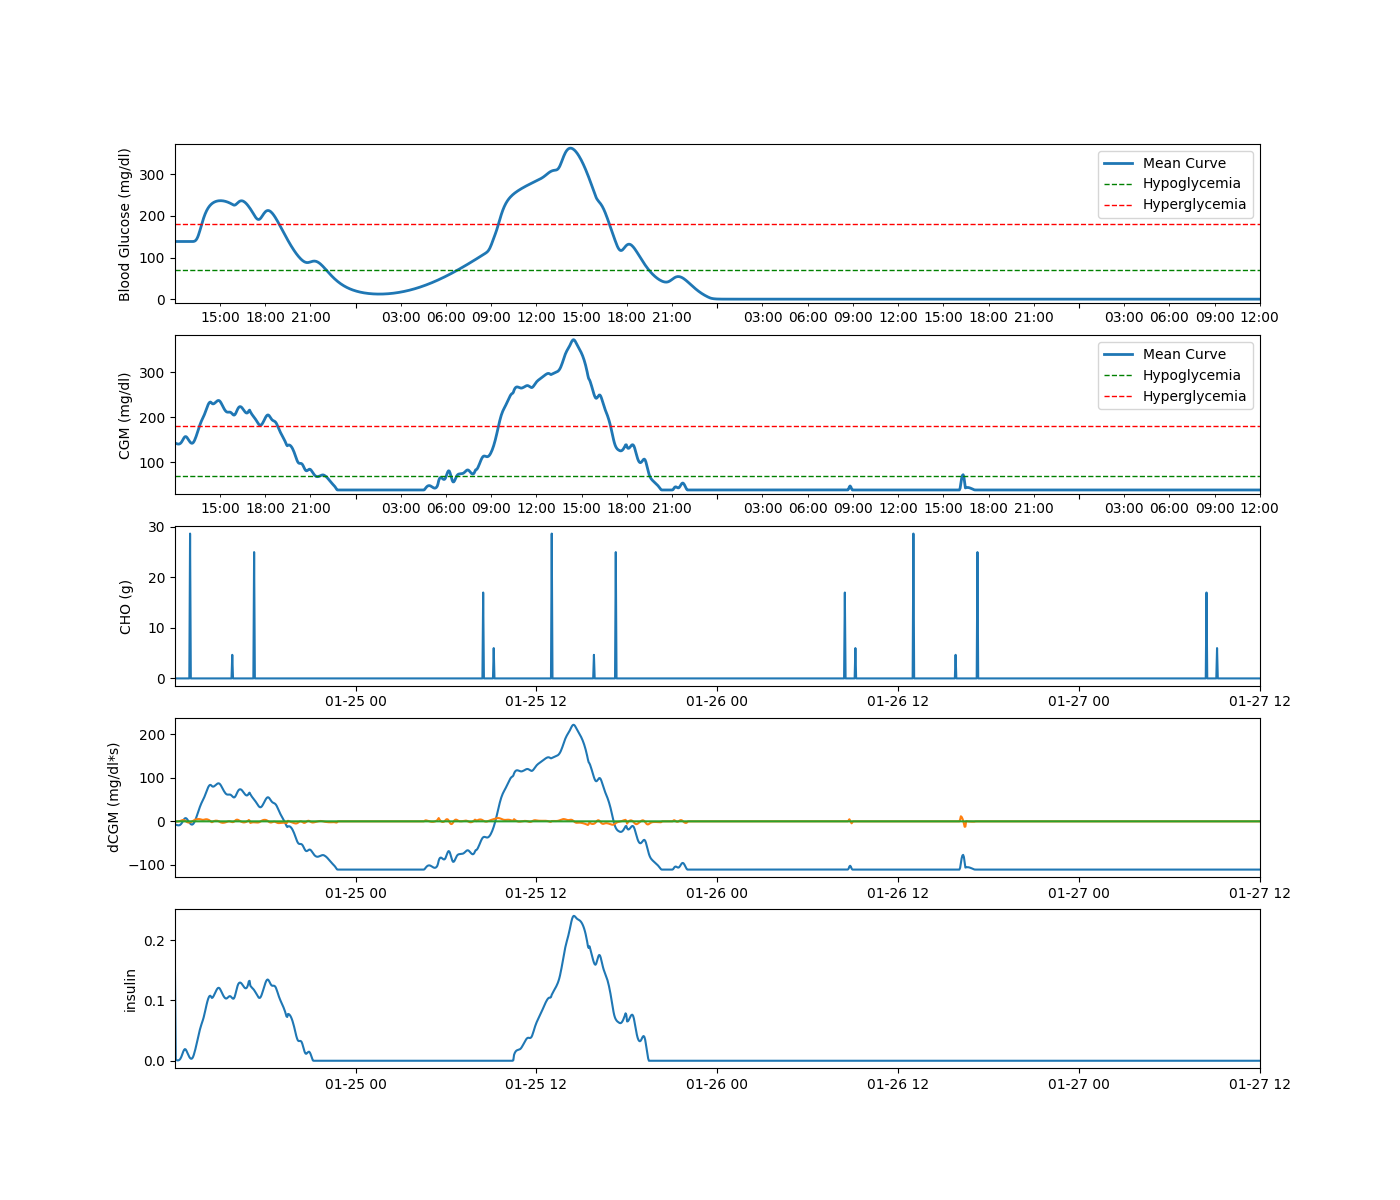 Blood Glucose (mg/dl)
300
200
100
0
Mean Curve
Hypoglycemia
Hyperglycemia
15:00 18:00 21:00 03:00 06:00 09:00 12:00 15:00 18:00 21:00 03:00 06:00 09:00 12:00 15:00 18:00 21:00 03:00 06:00 09:00 12:00
CGM (mg/dl)
300
200
100
Mean Curve
Hypoglycemia
Hyperglycemia
15:00 18:00 21:00 03:00 06:00 09:00 12:00 15:00 18:00 21:00 03:00 06:00 09:00 12:00 15:00 18:00 21:00 03:00 06:00 09:00 12:00
CHO (g)
30
20
10
0
01-25 00 01-25 12 01-26 00 01-26 12 01-27 00 01-27 12
dCGM (mg/dl*s)
200
100
0
−100
01-25 00 01-25 12 01-26 00 01-26 12 01-27 00 01-27 12
insulin
0.2
0.1
0.0
01-25 00 01-25 12 01-26 00 01-26 12 01-27 00 01-27 12